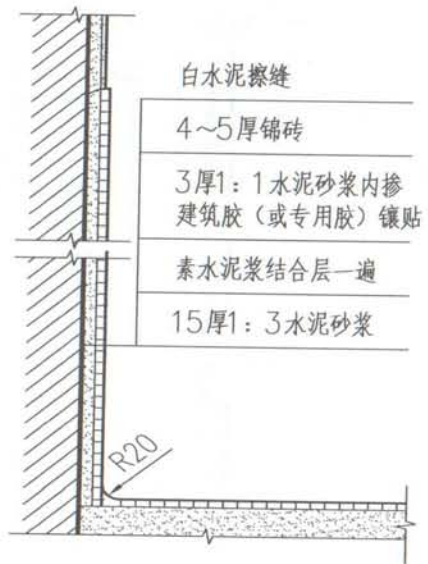 白水泥擦缝
4~5厚锦砖
3厚1：1水泥砂浆内掺
建筑胶（或专用胶）镶贴
素水泥浆结合层一遍
15厚1：3水泥砂浆
R20